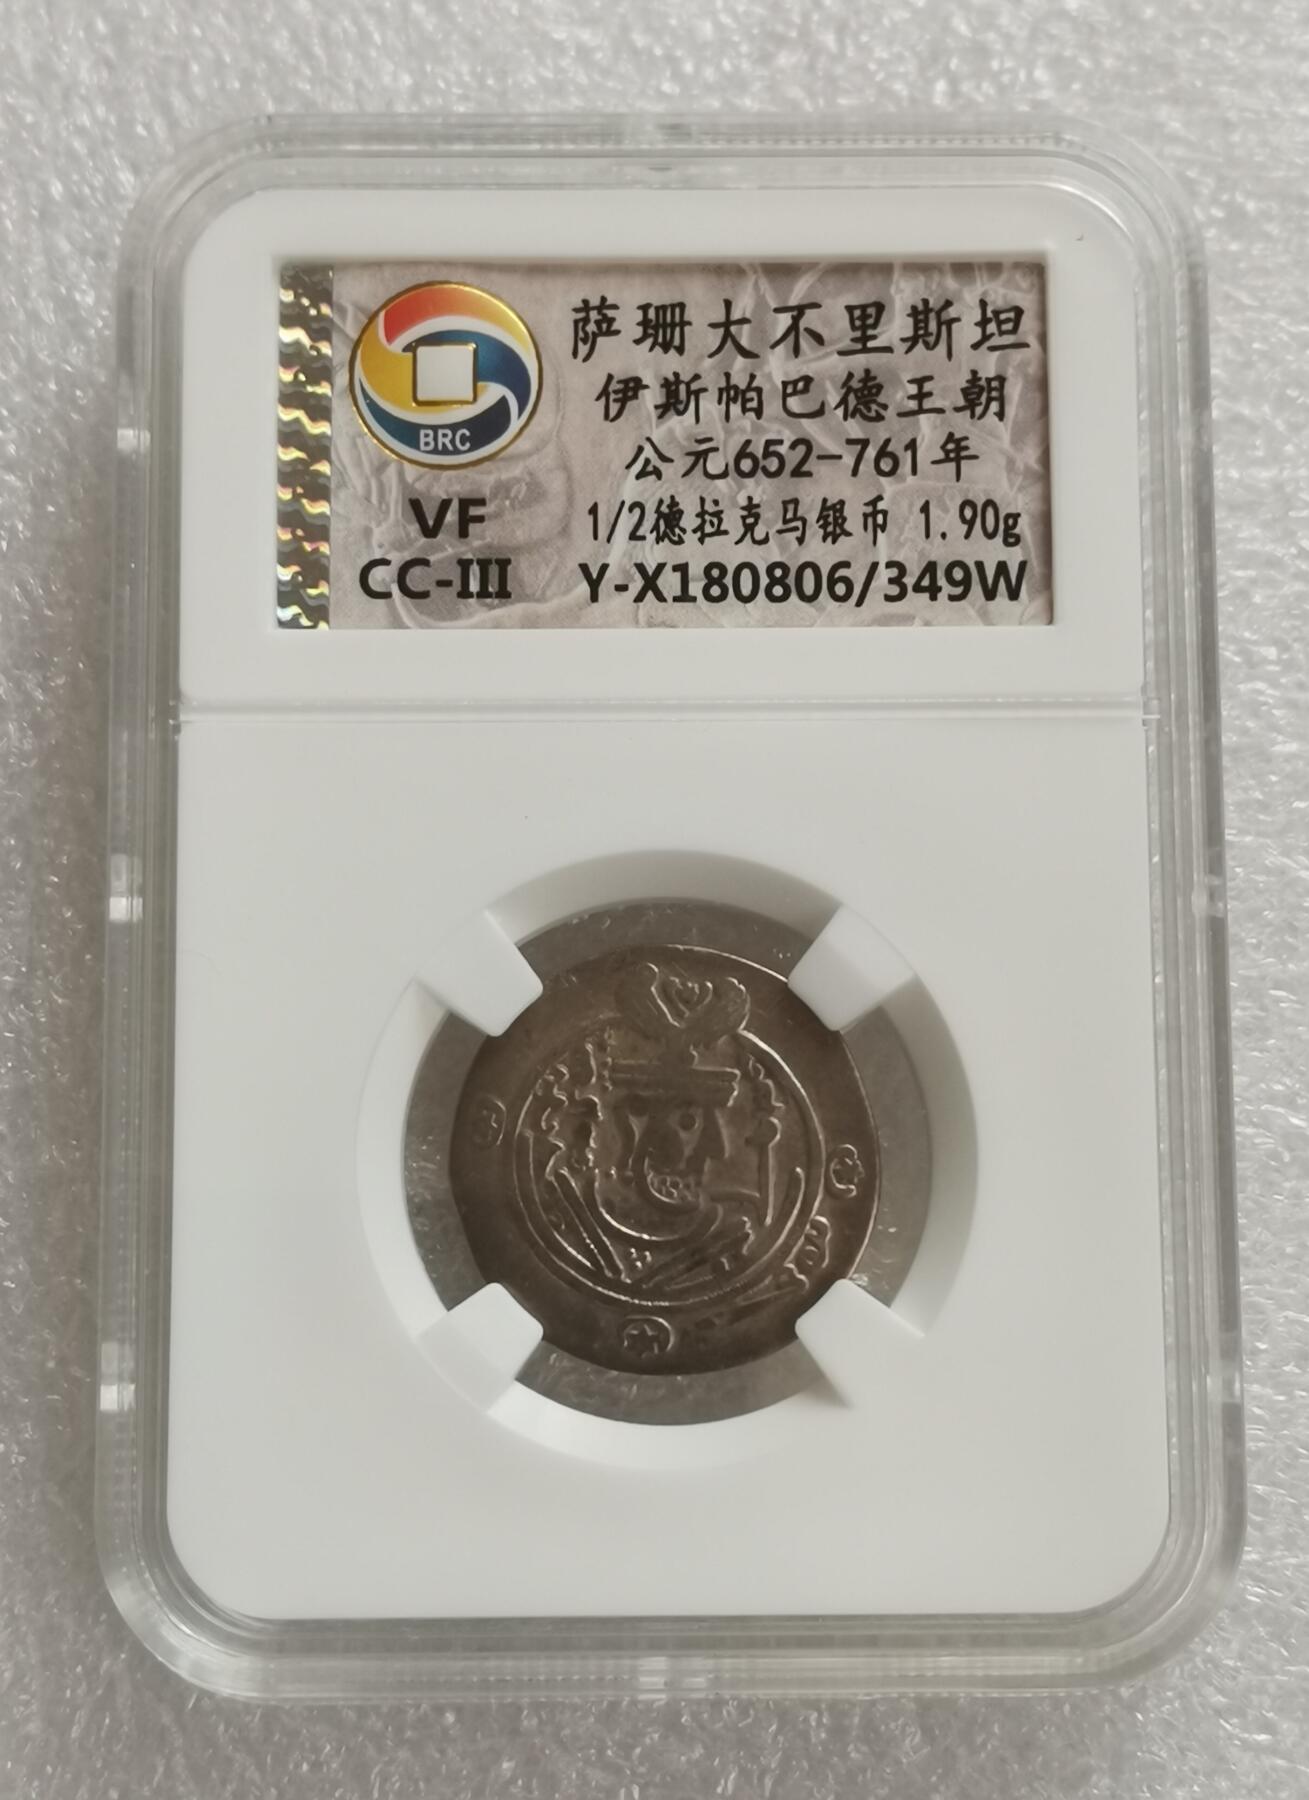 BRC
VF
CC-III
萨珊大不里斯坦
伊斯帕巴德王朝
公元652-761年
1/2德拉克马银币 1.90g
Y-X180806/349W